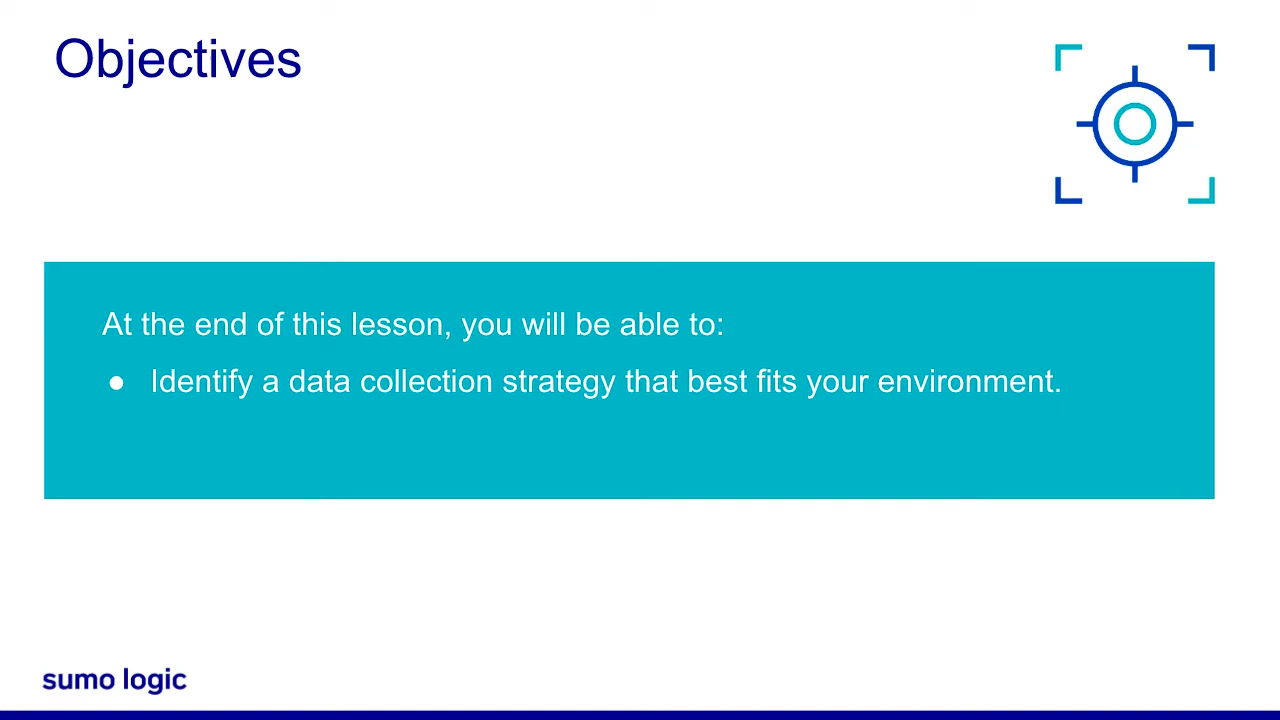 Objectives
At the end of this lesson, you will be able to:
● Identify a data collection strategy that best fits your environment.
sumo logic